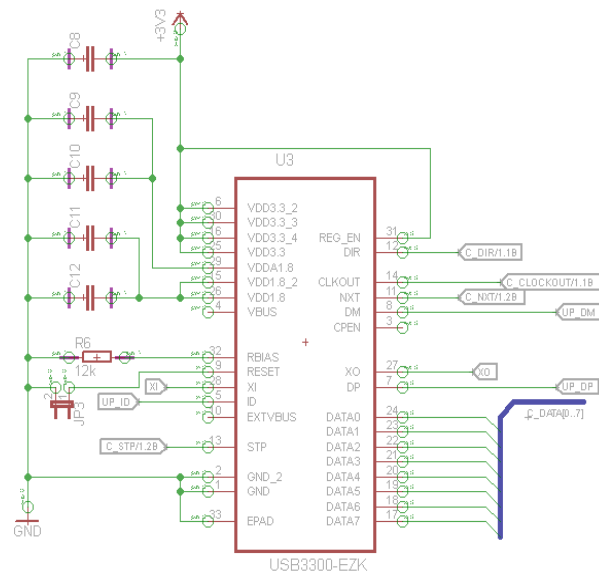 +3V3
C8
C9
C10
C11
C12
U3
6 VDD3.3_2
30 VDD3.3_3
16 VDD3.3_4
25 VDD3.3
29 VDDA1.8
15 VDD1.8_2
26 VDD1.8
4 VBUS
REG_EN 31
DIR 12 C_DIR/1.1B
CLKOUT 14 C_CLOCKOUT/1.1B
NXT 11 C_NXT/1.2B
DM 8 UP_DM
CPEN 3
R6
12k
32 RBIAS
9 RESET
XI 28 XI
UP_ID 5 ID
10 EXTVBUS
2 1
JP3
XO 27 XO
DP 7 UP_DP
C_DATA[0..7]
DATA0 24
DATA1 23
DATA2 22
DATA3 21
DATA4 20
DATA5 19
DATA6 18
DATA7 17
C_STP/1.2B 13 STP
2 GND_2
1 GND
33 EPAD
GND
USB3300-EZK